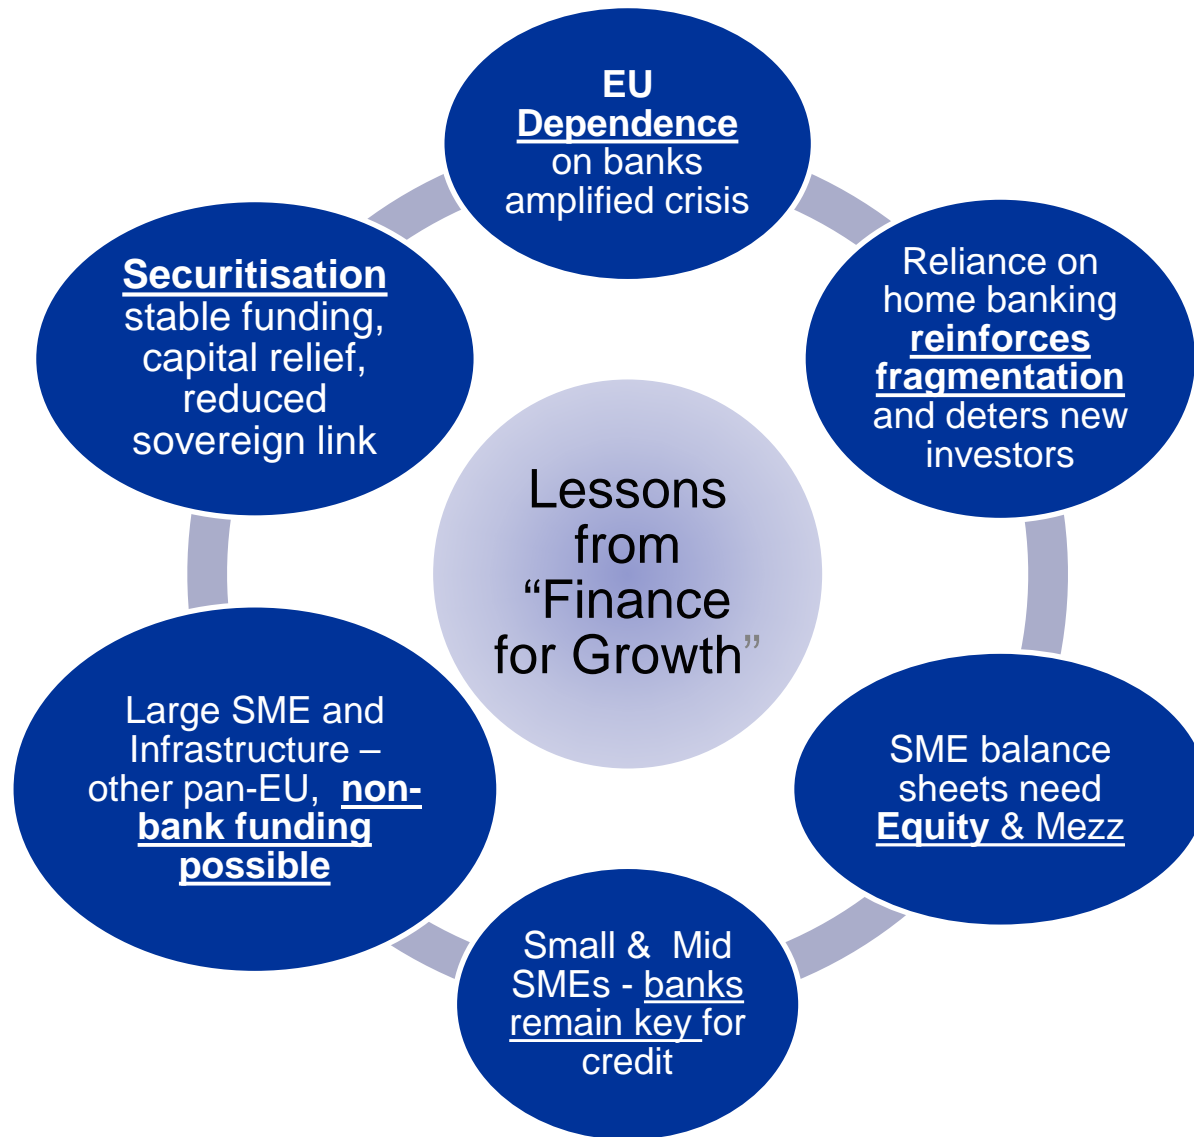 EU
Dependence
on banks
amplified crisis
Reliance on
home banking
reinforces
fragmentation
and deters new
investors
SME balance
sheets need
Equity & Mezz
Small & Mid
SMEs - banks
remain key for
credit
Large SME and
Infrastructure –
other pan-EU, non-
bank funding
possible
Securitisation
stable funding,
capital relief,
reduced
sovereign link
Lessons
from
“Finance
for Growth”